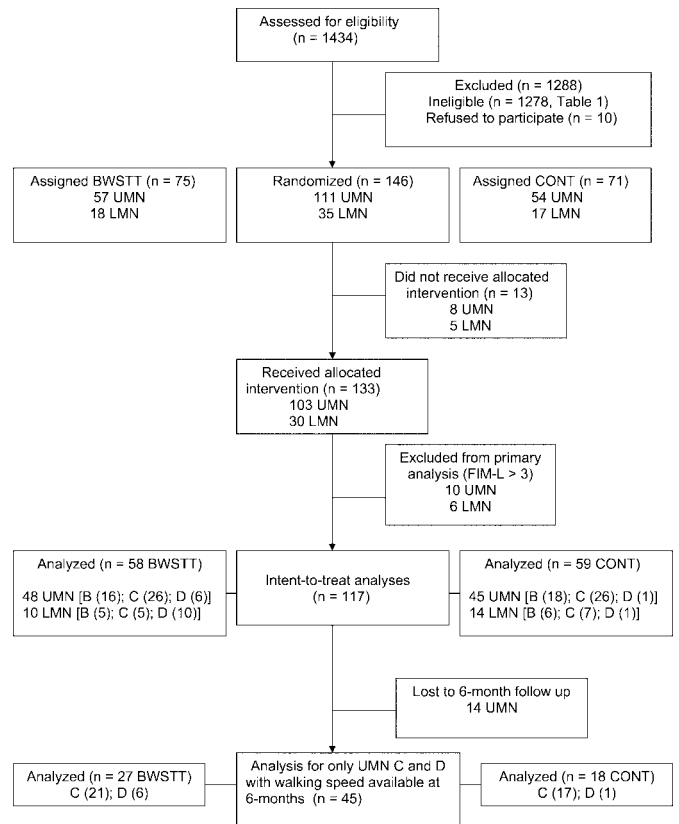 Assessed for eligibility
(n = 1434)
Excluded (n = 1288)
Ineligible (n = 1278, Table 1)
Refused to participate (n = 10)
Assigned BWSTT (n = 75)
57 UMN
18 LMN
Randomized (n = 146)
111 UMN
35 LMN
Assigned CONT (n = 71)
54 UMN
17 LMN
Did not receive allocated
intervention (n = 13)
8 UMN
5 LMN
Received allocated
intervention (n = 133)
103 UMN
30 LMN
Excluded from primary
analysis (FIM-L > 3)
10 UMN
6 LMN
Analyzed (n = 58 BWSTT)
48 UMN [B (16); C (26); D (6)]
10 LMN [B (5); C (5); D (10)]
Intent-to-treat analyses
(n = 117)
Analyzed (n = 59 CONT)
45 UMN [B (18); C (26); D (1)]
14 LMN [B (6); C (7); D (1)]
Lost to 6-month follow up
14 UMN
Analyzed (n = 27 BWSTT)
C (21); D (6)
Analysis for only UMN C and D
with walking speed available at
6-months (n = 45)
Analyzed (n = 18 CONT)
C (17); D (1)